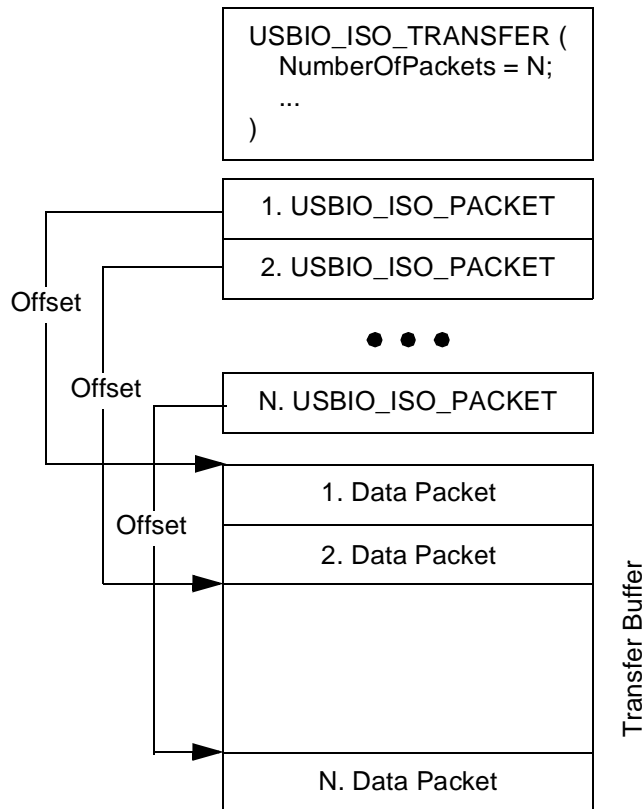 USBIO_ISO_TRANSFER (
NumberOfPackets = N;
...
)
1. USBIO_ISO_PACKET
2. USBIO_ISO_PACKET
Offset
Offset
N. USBIO_ISO_PACKET
1. Data Packet
Offset
2. Data Packet
Transfer Buffer
N. Data Packet